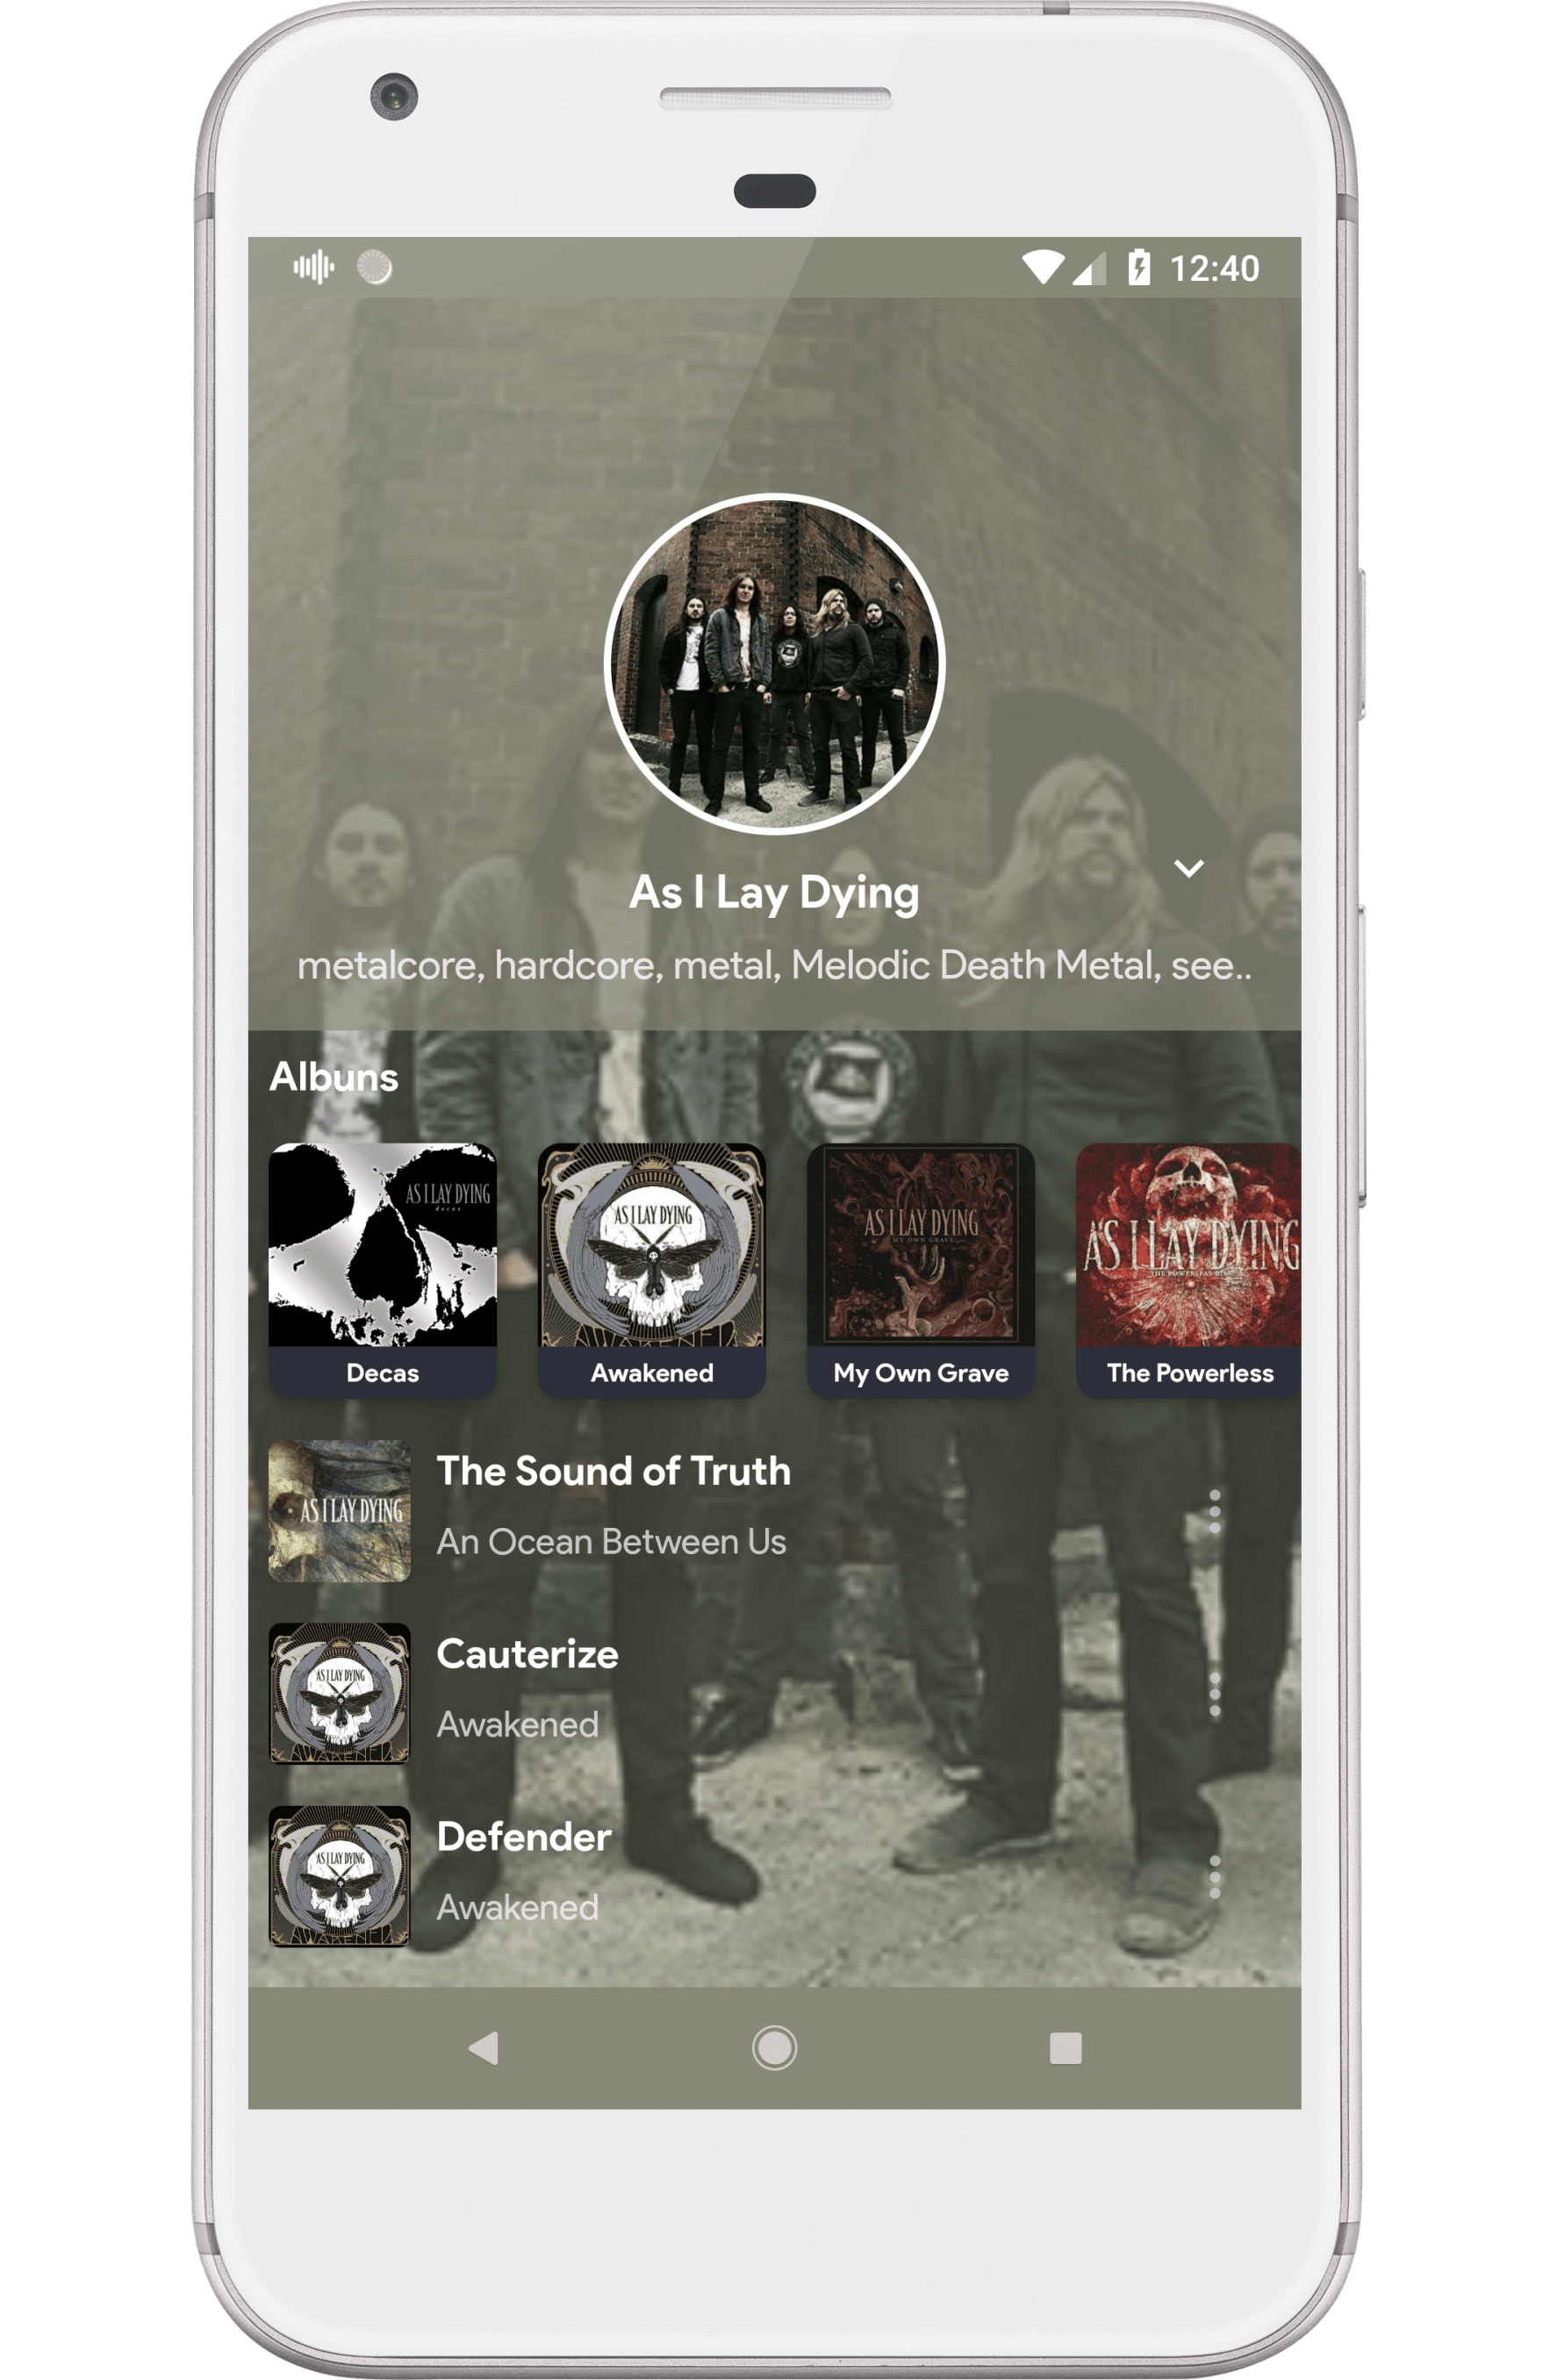 12:40
As I Lay Dying
metalcore, hardcore, metal, Melodic Death Metal, see..
Albuns
AS I LAY DYING
decas
AS I LAY DYING
AWAKENED
AS I LAY DYING
MY OWN GRAVE
AS I LAY DYING
THE POWERLESS RISE
Decas
Awakened
My Own Grave
The Powerless
AS I LAY DYING
The Sound of Truth
An Ocean Between Us
AS I LAY DYING
AWAKENED
Cauterize
Awakened
AS I LAY DYING
AWAKENED
Defender
Awakened